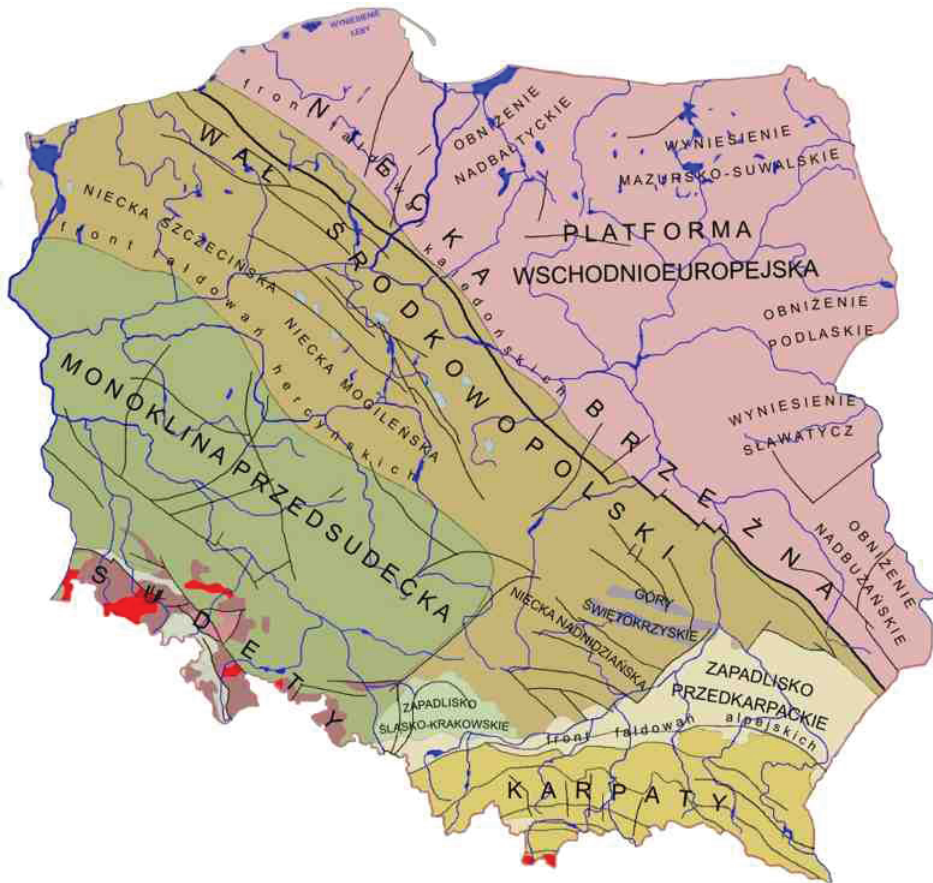 WYNIESIENIE
ŁEBY
front fałdowań kaledońskich
NIECKA BRZEŻNA
OBNIŻENIE
NADBAŁTYCKIE
WYNIESIENIE
MAZURSKO-SUWALSKIE
PLATFORMA
WSCHODNIOEUROPEJSKA
WAŁ ŚRODKOWOPOLSKI
NIECKA SZCZECIŃSKA
front fałdowań hercyńskich
NIECKA MOGILEŃSKA
OBNIŻENIE
PODLASKIE
MONOKLINA PRZEDSUDECKA
WYNIESIENIE
SŁAWATYCZ
OBNIŻENIE
NADBUŻAŃSKIE
SUDETY
GÓRY
ŚWIĘTOKRZYSKIE
NIECKA NADNIDZIAŃSKA
ZAPADLISKO
PRZEDKARPACKIE
ZAPADLISKO
ŚLĄSKO-KRAKOWSKIE
front fałdowań alpejskich
KARPATY